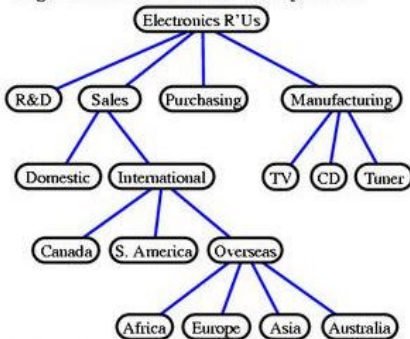 Electronics R'Us
R&D Sales Purchasing Manufacturing
Domestic International TV CD Tuner
Canada S. America Overseas
Africa Europe Asia Australia